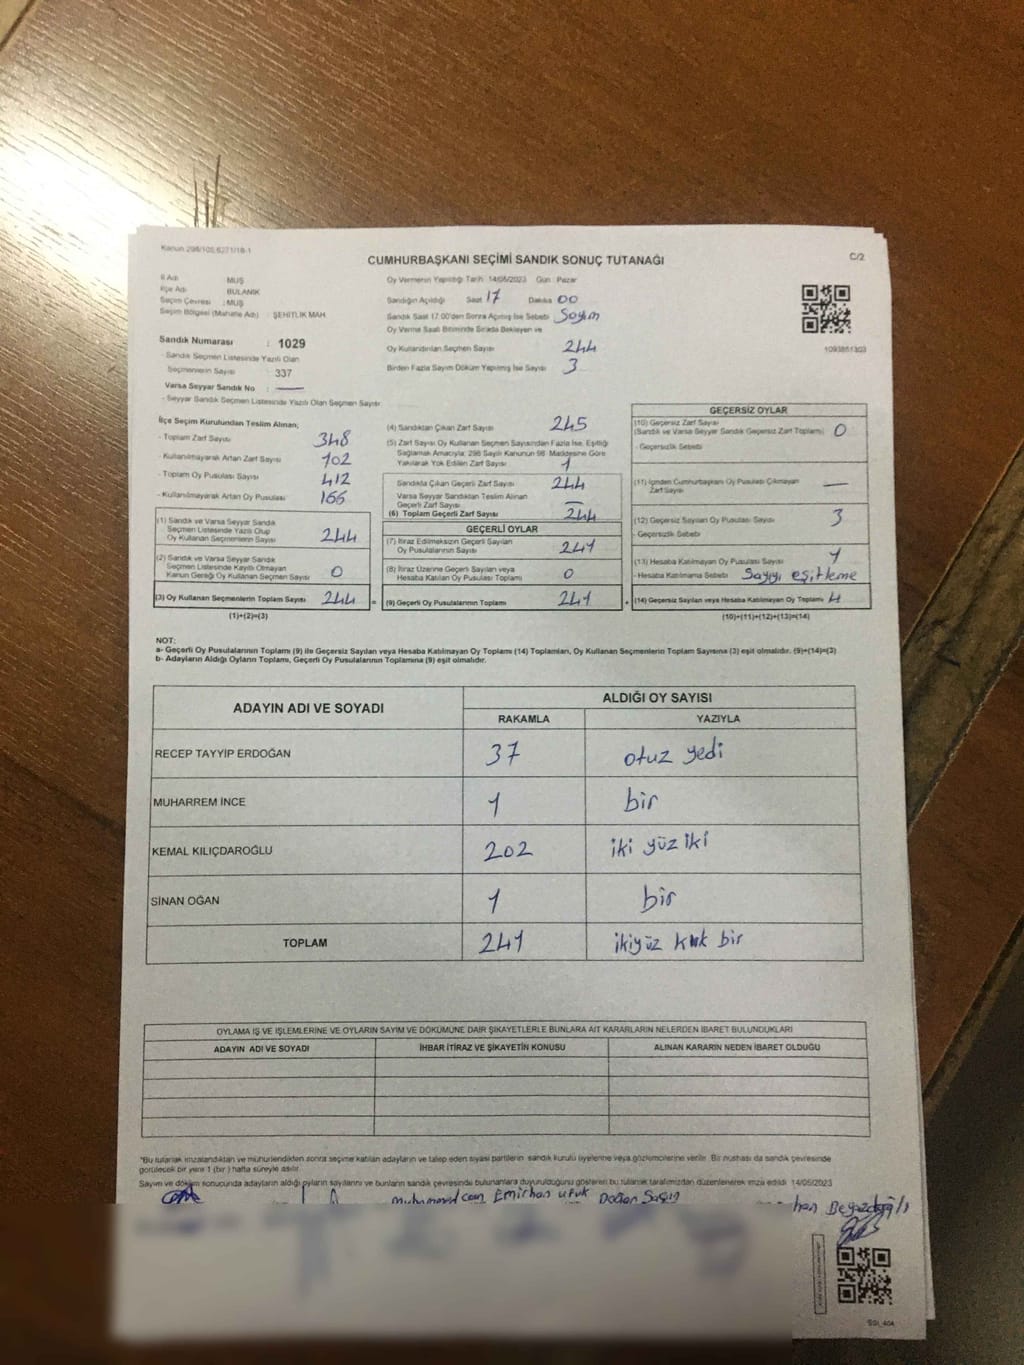 Kanun 298/105,6271/18-1
CUMHURBAŞKANI SEÇİMİ SANDIK SONUÇ TUTANAĞI
C/2
İl Adı : MUŞ
İlçe Adı : BULANIK
Seçim Çevresi : MUŞ
Seçim Bölgesi (Mahalle Adı) : ŞEHİTLİK MAH.
Sandık Numarası : 1029
- Sandık Seçmen Listesinde Yazılı Olan
Seçmenlerin Sayısı : 337
Varsa Seyyar Sandık No : —
- Seyyar Sandık Seçmen Listesinde Yazılı Olan Seçmen Sayısı:
Oy Vermenin Yapıldığı Tarih : 14/05/2023 Gün : Pazar
Sandığın Açıldığı Saat 17 Dakika 00
Sandık Saat 17:00'den Sonra Açılmış İse Sebebi Sayım
Oy Verme Saati Bitiminde Sırada Bekleyen ve
Oy Kullandırılan Seçmen Sayısı 244
Birden Fazla Sayım Döküm Yapılmış İse Sayısı 3
1093851303
İlçe Seçim Kurulundan Teslim Alınan;
- Toplam Zarf Sayısı 348
- Kullanılmayarak Artan Zarf Sayısı 102
- Toplam Oy Pusulası Sayısı 412
- Kullanılmayarak Artan Oy Pusulası 166
(1) Sandık ve Varsa Seyyar Sandık
Seçmen Listesinde Yazılı Olup
Oy Kullanan Seçmenlerin Sayısı 244
(2) Sandık ve Varsa Seyyar Sandık
Seçmen Listesinde Kayıtlı Olmayan
Kanun Gereği Oy Kullanan Seçmen Sayısı 0
(3) Oy Kullanan Seçmenlerin Toplam Sayısı 244 =
(1)+(2)=(3)
(4) Sandıktan Çıkan Zarf Sayısı 245
(5) Zarf Sayısı Oy Kullanan Seçmen Sayısından Fazla İse, Eşitliği
Sağlamak Amacıyla; 298 Sayılı Kanunun 98. Maddesine Göre
Yakılarak Yok Edilen Zarf Sayısı 1
Sandıkta Çıkan Geçerli Zarf Sayısı 244
Varsa Seyyar Sandıktan Teslim Alınan
Geçerli Zarf Sayısı —
(6) Toplam Geçerli Zarf Sayısı 244
GEÇERLİ OYLAR
(7) İtiraz Edilmeksizin Geçerli Sayılan
Oy Pusulalarının Sayısı 241
(8) İtiraz Üzerine Geçerli Sayılan veya
Hesaba Katılan Oy Pusulası Toplamı 0
(9) Geçerli Oy Pusulalarının Toplamı 241 +
GEÇERSİZ OYLAR
(10) Geçersiz Zarf Sayısı
(Sandık ve Varsa Seyyar Sandık Geçersiz Zarf Toplamı) 0
- Geçersizlik Sebebi
(11) İçinden Cumhurbaşkanı Oy Pusulası Çıkmayan
Zarf Sayısı —
(12) Geçersiz Sayılan Oy Pusulası Sayısı 3
- Geçersizlik Sebebi
(13) Hesaba Katılmayan Oy Pusulası Sayısı 1
- Hesaba Katılmama Sebebi Sayıyı eşitleme
(14) Geçersiz Sayılan veya Hesaba Katılmayan Oy Toplamı 4
(10)+(11)+(12)+(13)=(14)
NOT:
a- Geçerli Oy Pusulalarının Toplamı (9) ile Geçersiz Sayılan veya Hesaba Katılmayan Oy Toplamı (14) Toplamları, Oy Kullanan Seçmenlerin Toplam Sayısına (3) eşit olmalıdır. (9)+(14)=(3)
b- Adayların Aldığı Oyların Toplamı, Geçerli Oy Pusulalarının Toplamına (9) eşit olmalıdır.
ADAYIN ADI VE SOYADI
ALDIĞI OY SAYISI
RAKAMLA YAZIYLA
RECEP TAYYİP ERDOĞAN 37 otuz yedi
MUHARREM İNCE 1 bir
KEMAL KILIÇDAROĞLU 202 iki yüz iki
SİNAN OĞAN 1 bir
TOPLAM 241 ikiyüz kırk bir
OYLAMA İŞ VE İŞLEMLERİNE VE OYLARIN SAYIM VE DÖKÜMÜNE DAİR ŞİKAYETLERLE BUNLARA AİT KARARLARIN NELERDEN İBARET BULUNDUKLARI
ADAYIN ADI VE SOYADI İHBAR İTİRAZ VE ŞİKAYETİN KONUSU ALINAN KARARIN NEDEN İBARET OLDUĞU
*Bu tutanak imzalandıktan ve mühürlendikten sonra seçime katılan adayların ve talep eden siyasi partilerin sandık kurulu üyelerine veya gözlemcilerine verilir. Bir nüshası da sandık çevresinde
görülecek bir yere 1 (bir) hafta süreyle asılır.
Sayım ve döküm sonucunda adayların aldığı oyların sayılarını ve bunların sandık çevresinde bulunanlara duyurulduğunu gösteren bu tutanak tarafımızdan düzenlenerek imza edildi. 14/05/2023
muhammed can Emirhan ufuk Doğan Saşın han Beyazdağlı